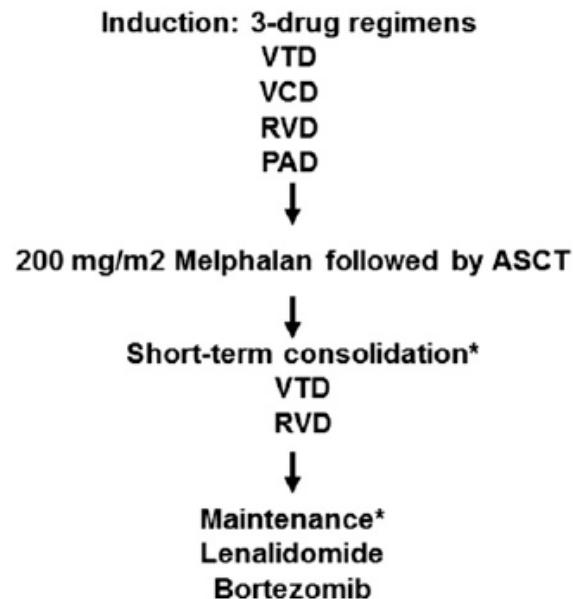 Induction: 3-drug regimens
VTD
VCD
RVD
PAD
200 mg/m2 Melphalan followed by ASCT
Short-term consolidation*
VTD
RVD
Maintenance*
Lenalidomide
Bortezomib